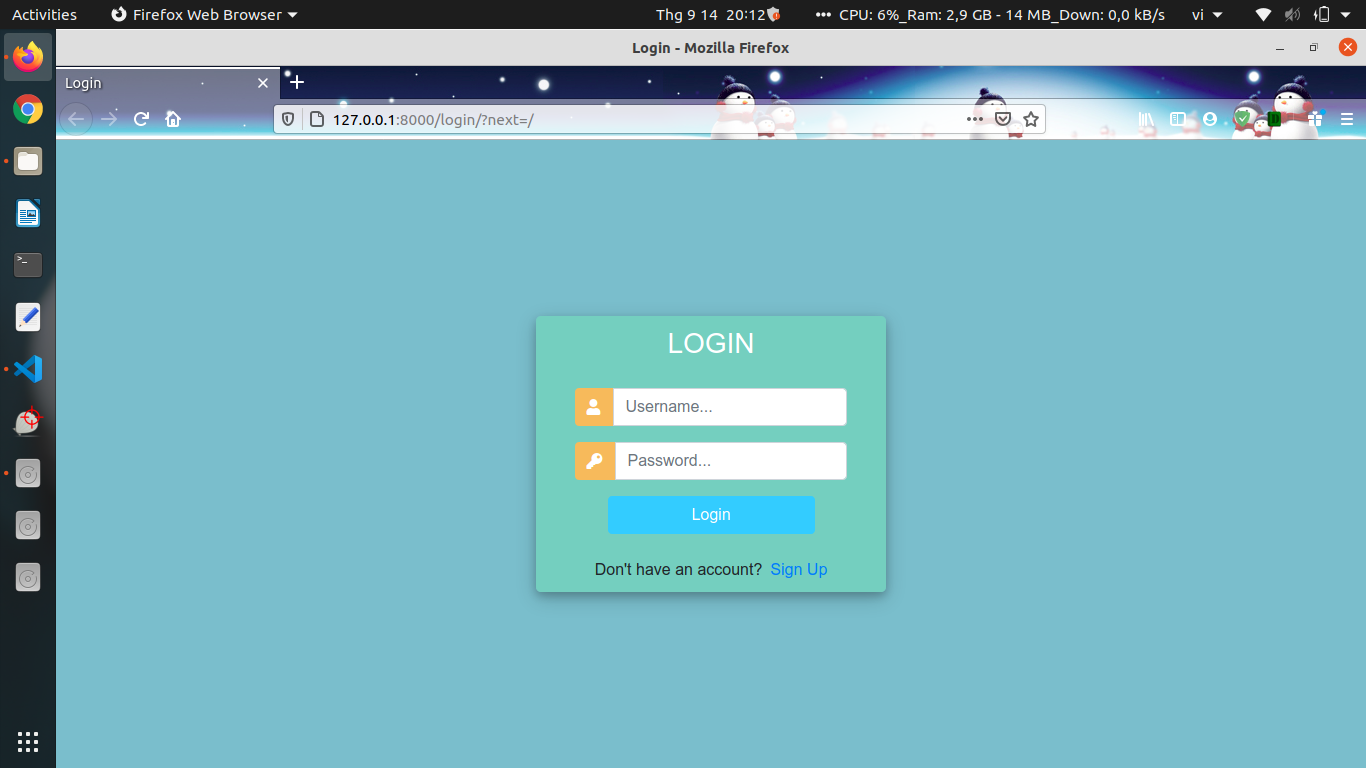 Activities Firefox Web Browser Thg 9 14 20:12 ••• CPU: 6%_Ram: 2,9 GB - 14 MB_Down: 0,0 kB/s vi
Login - Mozilla Firefox
Login
127.0.0.1:8000/login/?next=/
LOGIN
Username...
Password...
Login
Don't have an account? Sign Up